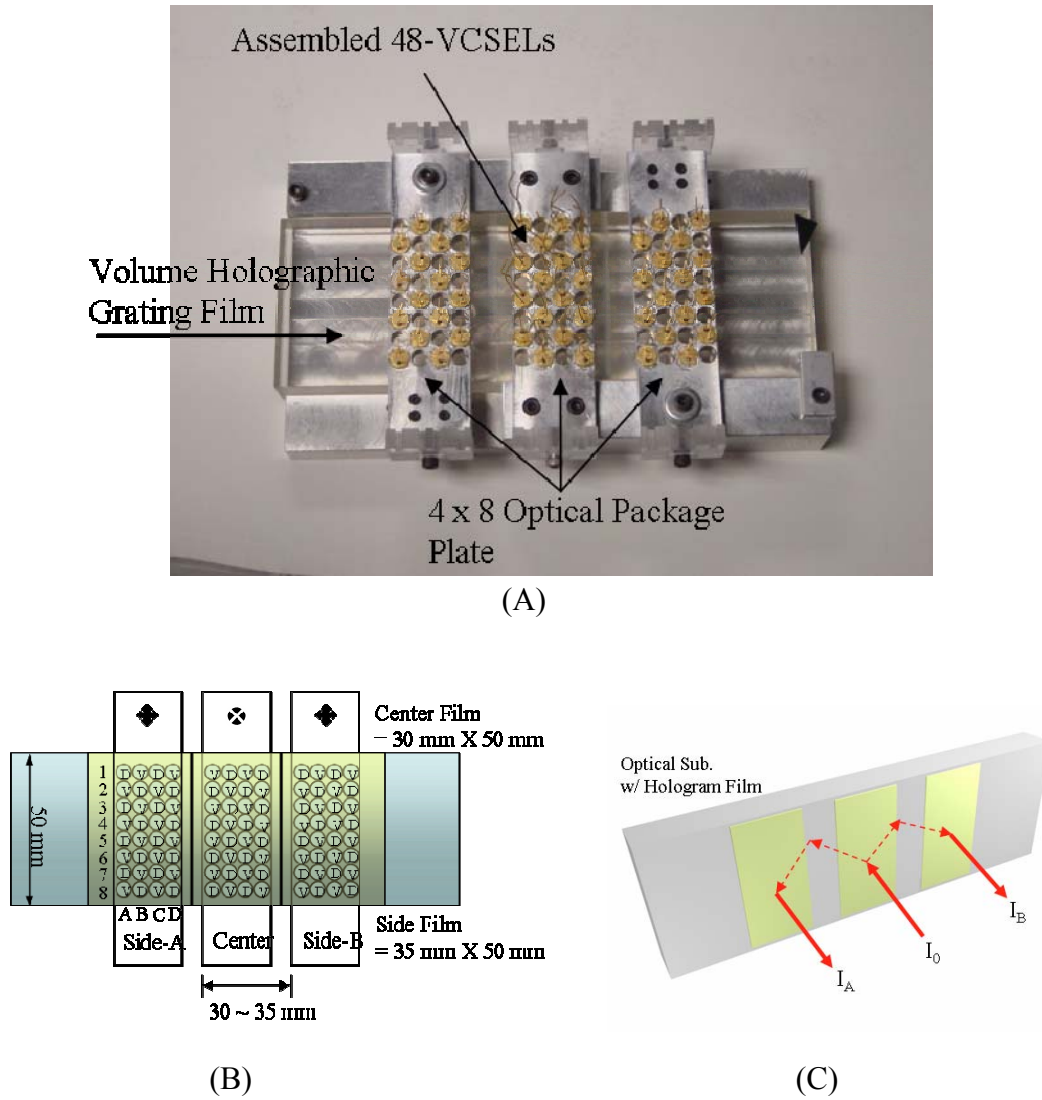 Assembled 48-VCSELs
Volume Holographic
Grating Film
4 x 8 Optical Package
Plate
(A)
Center Film
= 30 mm X 50 mm
50 mm
1 D V D V V D V D D V D V
2 V D V D D V D V V D V D
3 D V D V V D V D D V D V
4 V D V D D V D V V D V D
5 D V D V V D V D D V D V
6 V D V D D V D V V D V D
7 D V D V V D V D D V D V
8 V D V D D V D V V D V D
A B C D
Side-A Center Side-B
Side Film
= 35 mm X 50 mm
30 ~ 35 mm
(B)
Optical Sub.
w/ Hologram Film
I_B
I_0
I_A
(C)